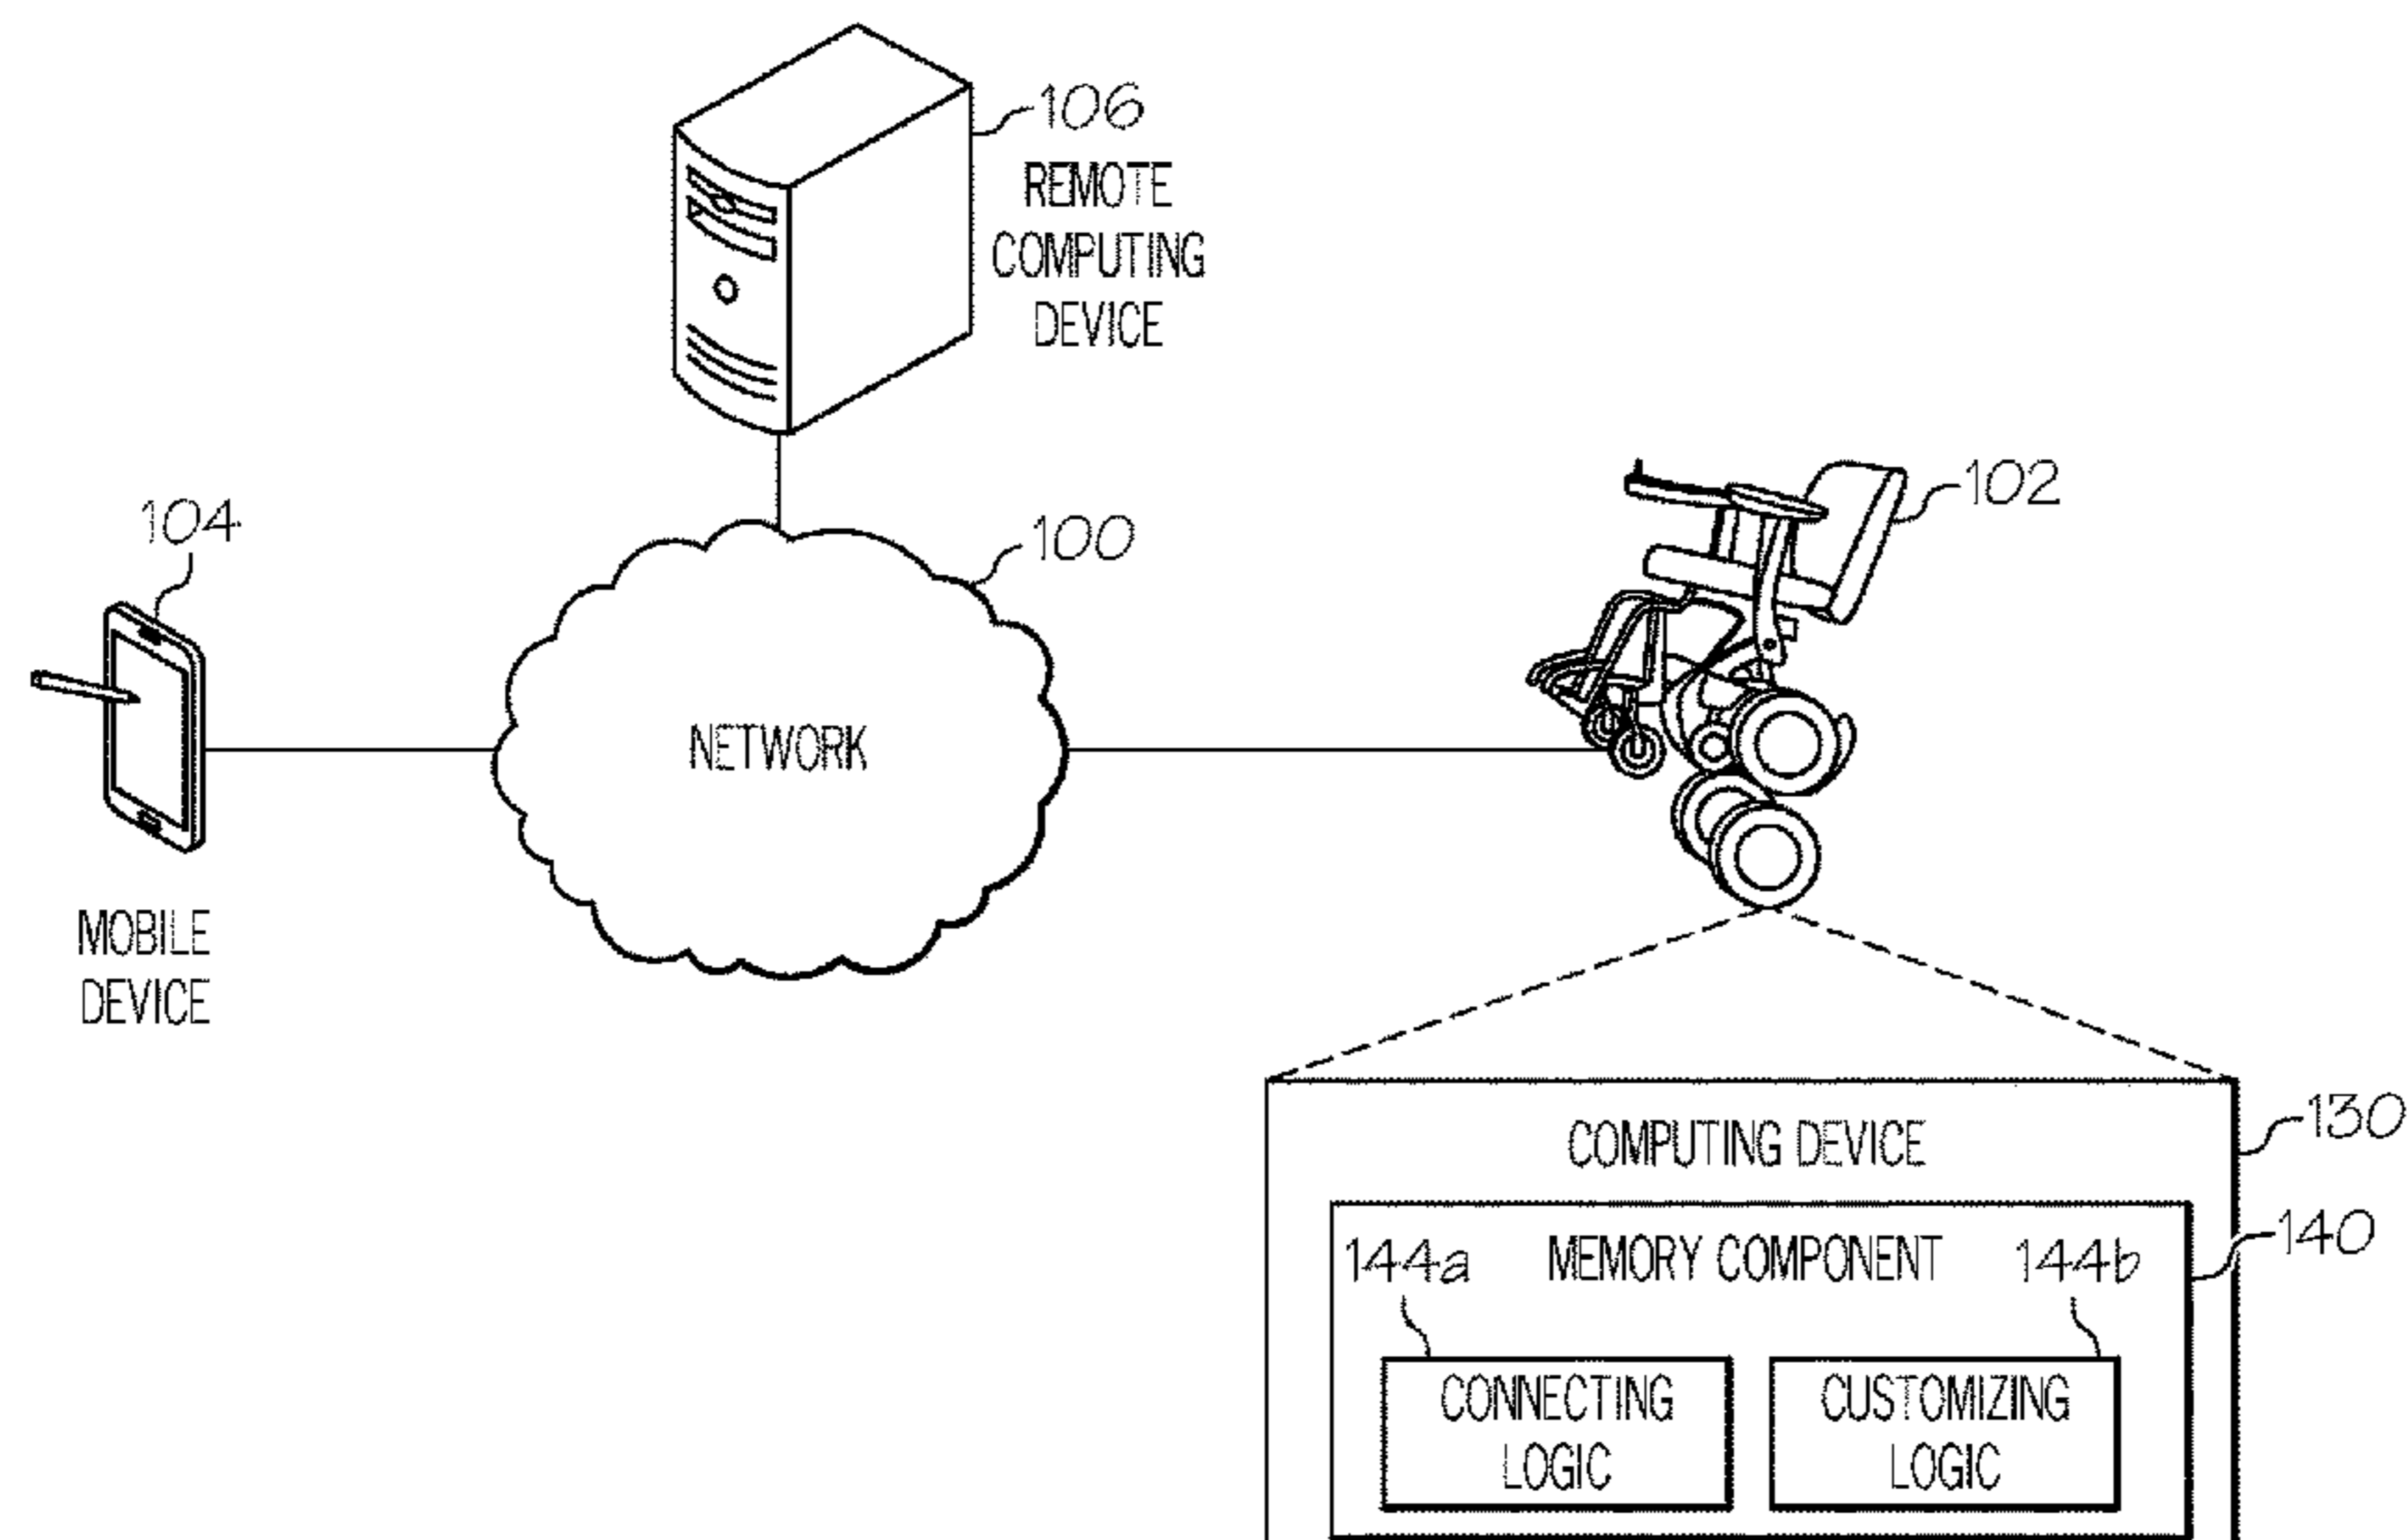 106
REMOTE
COMPUTING
DEVICE
102
104
100
NETWORK
MOBILE
DEVICE
130
COMPUTING DEVICE
140
144a
MEMORY COMPONENT
144b
CONNECTING
LOGIC
CUSTOMIZING
LOGIC